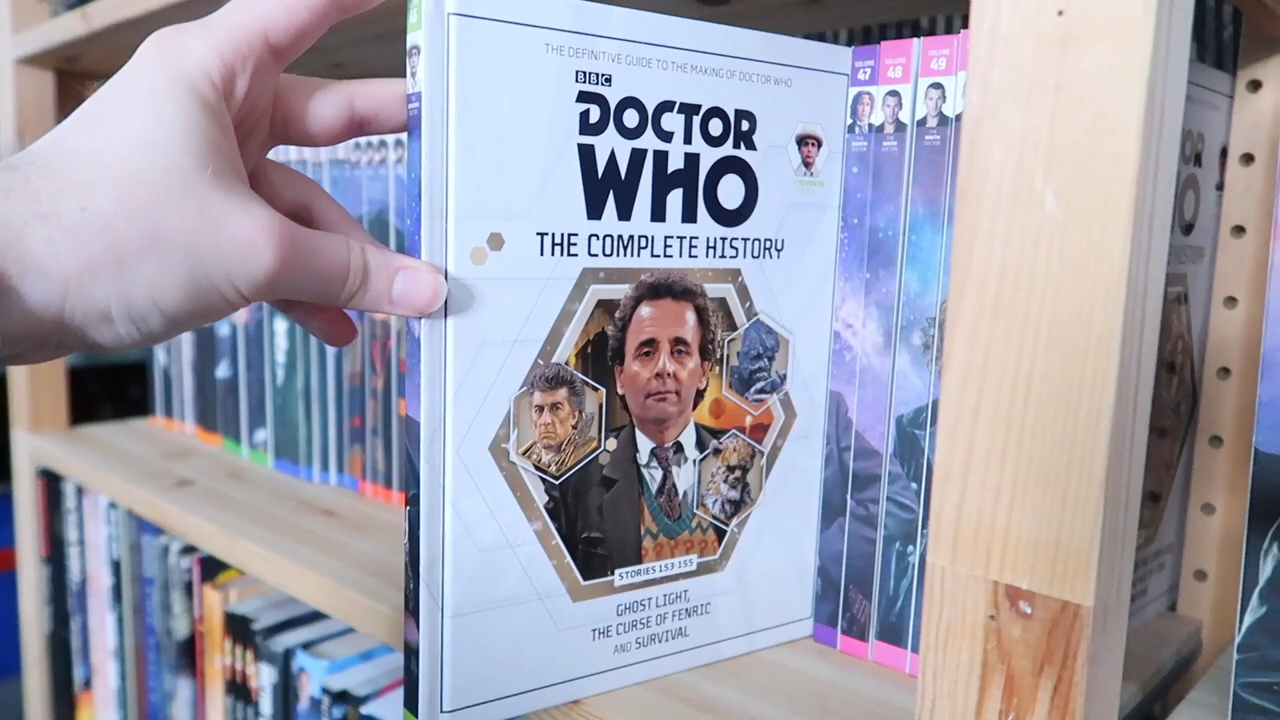 THE DEFINITIVE GUIDE TO THE MAKING OF DOCTOR WHO
BBC
DOCTOR
WHO
THE COMPLETE HISTORY
STORIES 153-155
GHOST LIGHT,
THE CURSE OF FENRIC
AND SURVIVAL
VOLUME
47
VOLUME
48
VOLUME
49